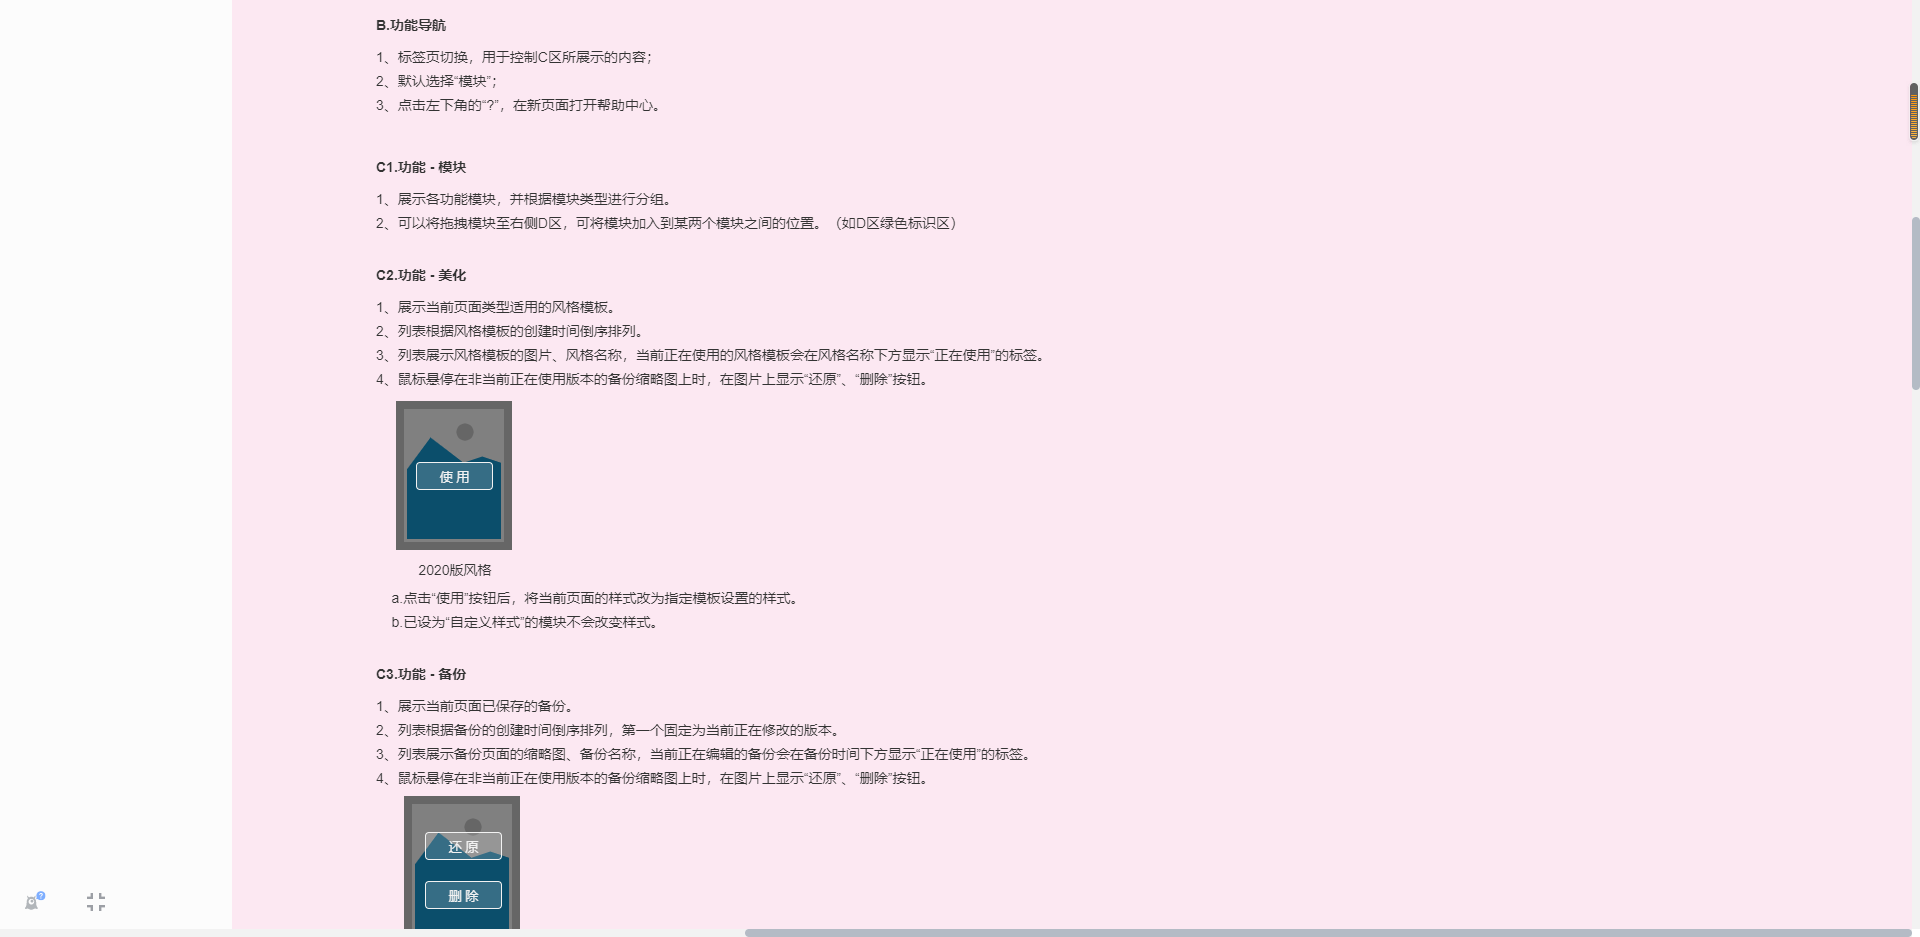 B.功能导航
1、标签页切换，用于控制C区所展示的内容；
2、默认选择“模块”；
3、点击左下角的“?”，在新页面打开帮助中心。
C1.功能 - 模块
1、展示各功能模块，并根据模块类型进行分组。
2、可以将拖拽模块至右侧D区，可将模块加入到某两个模块之间的位置。（如D区绿色标识区）
C2.功能 - 美化
1、展示当前页面类型适用的风格模板。
2、列表根据风格模板的创建时间倒序排列。
3、列表展示风格模板的图片、风格名称，当前正在使用的风格模板会在风格名称下方显示“正在使用”的标签。
4、鼠标悬停在非当前正在使用版本的备份缩略图上时，在图片上显示“还原”、“删除”按钮。
使用
2020版风格
a.点击“使用”按钮后，将当前页面的样式改为指定模板设置的样式。
b.已设为“自定义样式”的模块不会改变样式。
C3.功能 - 备份
1、展示当前页面已保存的备份。
2、列表根据备份的创建时间倒序排列，第一个固定为当前正在修改的版本。
3、列表展示备份页面的缩略图、备份名称，当前正在编辑的备份会在备份时间下方显示“正在使用”的标签。
4、鼠标悬停在非当前正在使用版本的备份缩略图上时，在图片上显示“还原”、“删除”按钮。
还原
删除
?